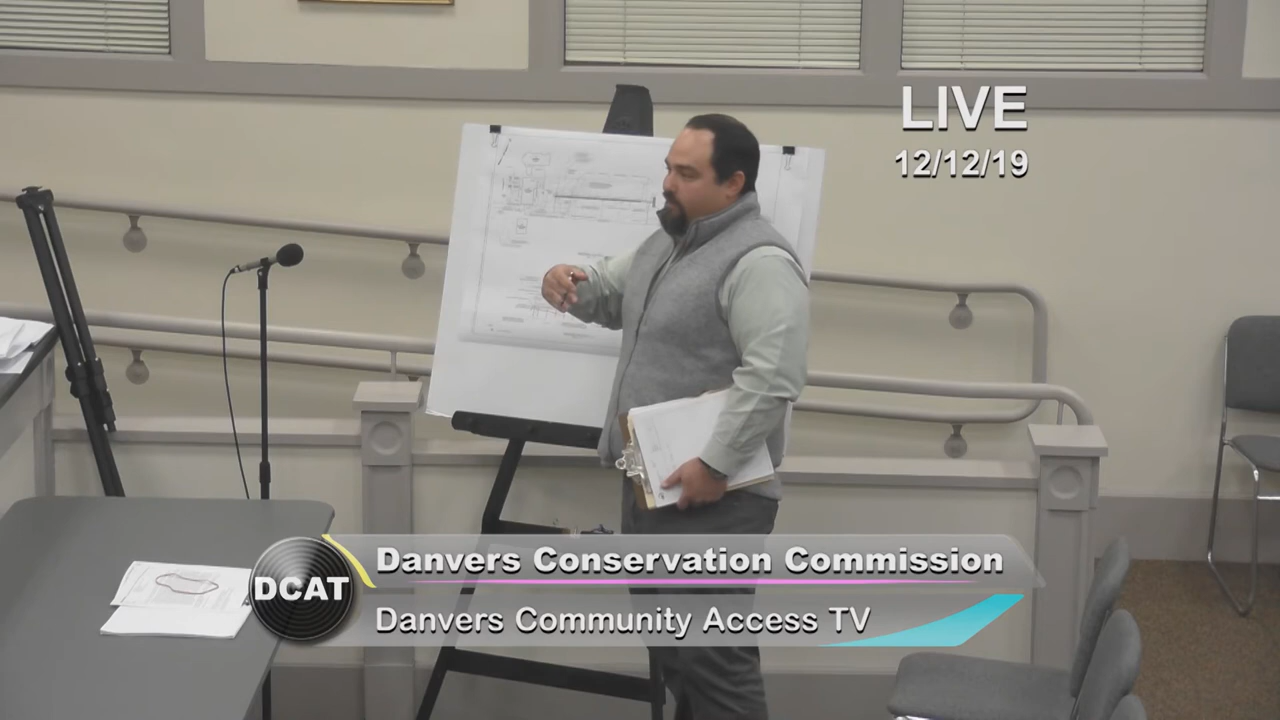 LIVE
12/12/19
Danvers Conservation Commission
DCAT
Danvers Community Access TV